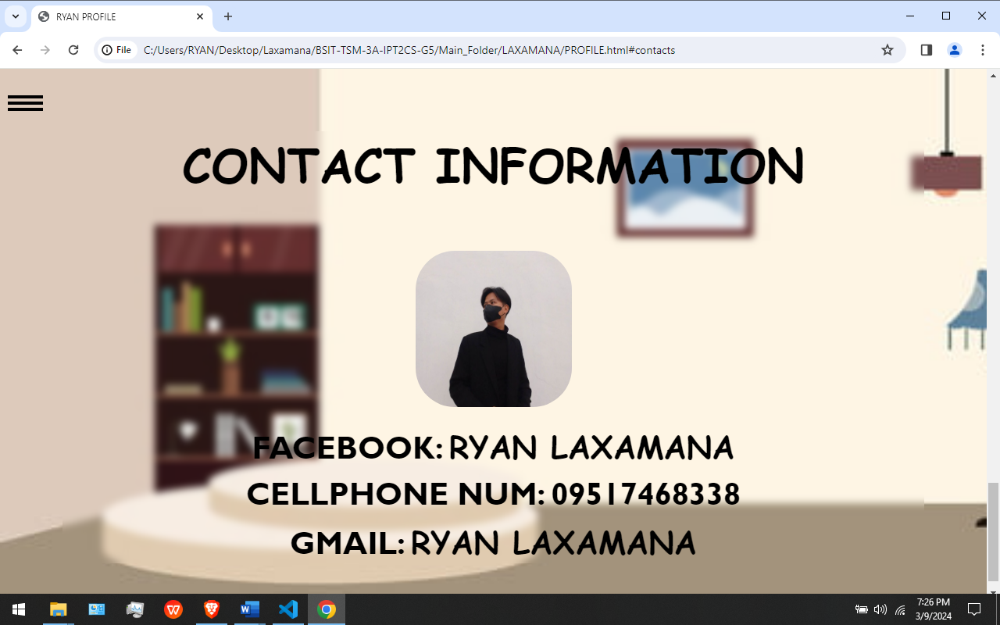 RYAN PROFILE
File
C:/Users/RYAN/Desktop/Laxamana/BSIT-TSM-3A-IPT2CS-G5/Main_Folder/LAXAMANA/PROFILE.html#contacts
CONTACT INFORMATION
FACEBOOK: RYAN LAXAMANA
CELLPHONE NUM: 09517468338
GMAIL: RYAN LAXAMANA
7:26 PM
3/9/2024